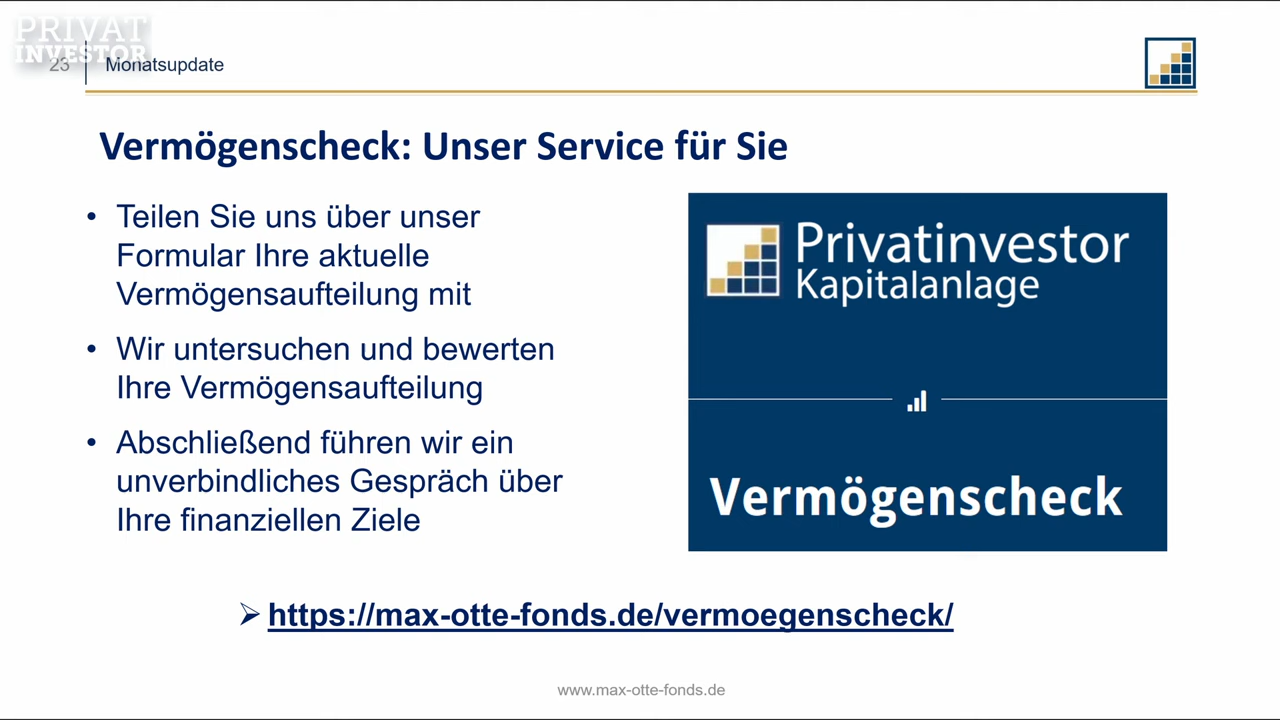 PRIVAT
INVESTOR
23
Monatsupdate
Vermögenscheck: Unser Service für Sie
• Teilen Sie uns über unser
Formular Ihre aktuelle
Vermögensaufteilung mit
• Wir untersuchen und bewerten
Ihre Vermögensaufteilung
• Abschließend führen wir ein
unverbindliches Gespräch über
Ihre finanziellen Ziele
Privatinvestor
Kapitalanlage
Vermögenscheck
➢ https://max-otte-fonds.de/vermoegenscheck/
www.max-otte-fonds.de